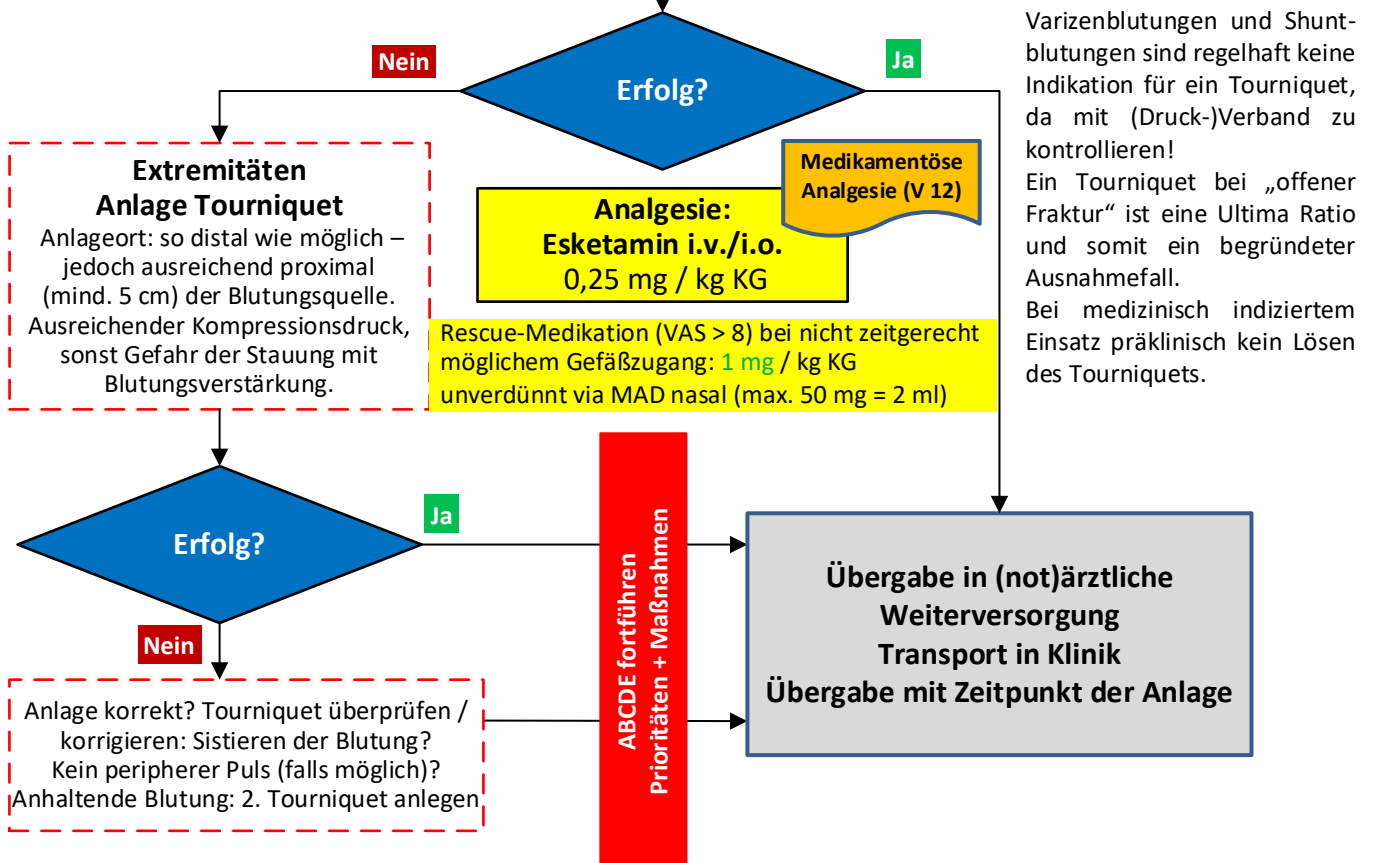 Erfolg?
Nein
Ja
Varizenblutungen und Shunt-
blutungen sind regelhaft keine
Indikation für ein Tourniquet,
da mit (Druck-)Verband zu
kontrollieren!
Ein Tourniquet bei „offener
Fraktur“ ist eine Ultima Ratio
und somit ein begründeter
Ausnahmefall.
Bei medizinisch indiziertem
Einsatz präklinisch kein Lösen
des Tourniquets.
Extremitäten
Anlage Tourniquet
Anlageort: so distal wie möglich –
jedoch ausreichend proximal
(mind. 5 cm) der Blutungsquelle.
Ausreichender Kompressionsdruck,
sonst Gefahr der Stauung mit
Blutungsverstärkung.
Medikamentöse
Analgesie (V 12)
Analgesie:
Esketamin i.v./i.o.
0,25 mg / kg KG
Rescue-Medikation (VAS > 8) bei nicht zeitgerecht
möglichem Gefäßzugang: 1 mg / kg KG
unverdünnt via MAD nasal (max. 50 mg = 2 ml)
Erfolg?
Ja
Nein
Anlage korrekt? Tourniquet überprüfen /
korrigieren: Sistieren der Blutung?
Kein peripherer Puls (falls möglich)?
Anhaltende Blutung: 2. Tourniquet anlegen
ABCDE fortführen
Prioritäten + Maßnahmen
Übergabe in (not)ärztliche
Weiterversorgung
Transport in Klinik
Übergabe mit Zeitpunkt der Anlage